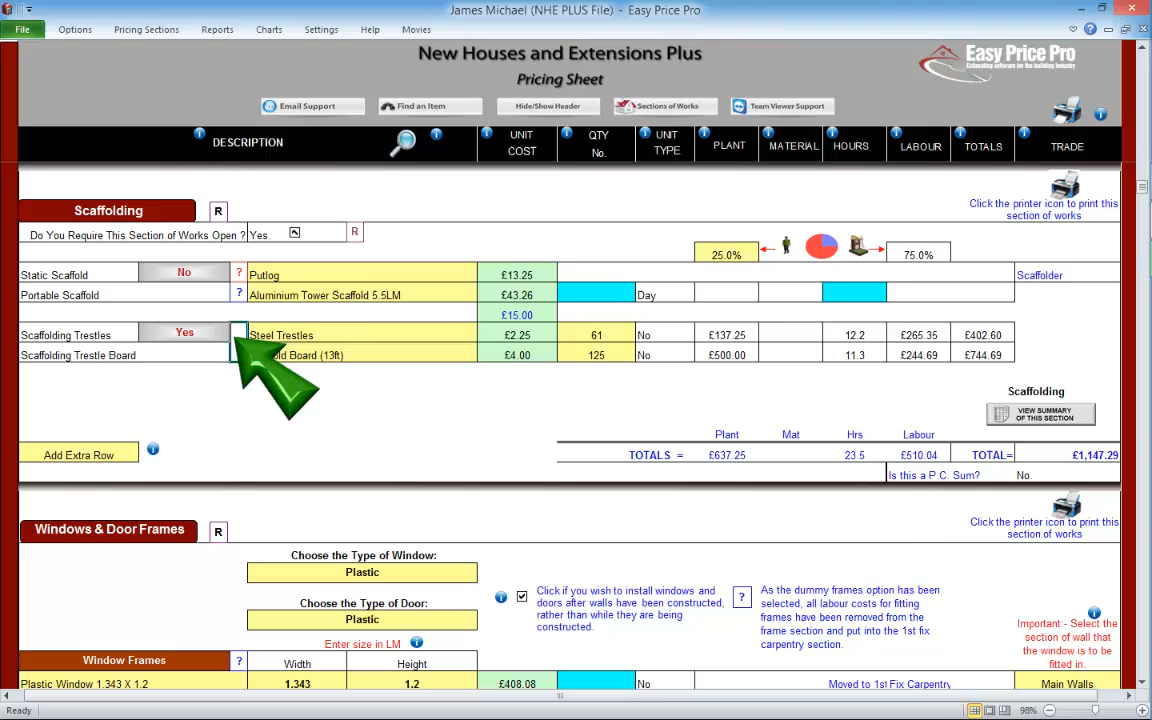 James Michael (NHE PLUS File) - Easy Price Pro
File Options Pricing Sections Reports Charts Settings Help Movies
New Houses and Extensions Plus
Pricing Sheet
Easy Price Pro
Estimating software for the building industry
Email Support Find an Item Hide/Show Header Sections of Works Team Viewer Support
DESCRIPTION UNIT COST QTY No. UNIT TYPE PLANT MATERIAL HOURS LABOUR TOTALS TRADE
Scaffolding R
Click the printer icon to print this
section of works
Do You Require This Section of Works Open ? Yes. R
25.0% 75.0%
Static Scaffold No ? Putlog £13.25 Scaffolder
Portable Scaffold ? Aluminium Tower Scaffold 5.5LM £43.26 Day
£15.00
Scaffolding Trestles Yes Steel Trestles £2.25 61 No £137.25 12.2 £265.35 £402.60
Scaffolding Trestle Board Board (13ft) £4.00 125 No £500.00 11.3 £244.69 £744.69
Scaffolding
VIEW SUMMARY
OF THIS SECTION
Plant Mat Hrs Labour
Add Extra Row TOTALS = £637.25 23.5 £510.04 TOTAL= £1,147.29
Is this a P.C. Sum? No.
Windows & Door Frames R
Click the printer icon to print this
section of works
Choose the Type of Window:
Plastic
Choose the Type of Door:
Plastic
Click if you wish to install windows and
doors after walls have been constructed,
rather than while they are being
constructed.
?
As the dummy frames option has been
selected, all labour costs for fitting
frames have been removed from the
frame section and put into the 1st fix
carpentry section.
Important:- Select the
section of wall that
the window is to be
fitted in.
Enter size in LM
Window Frames ? Width Height
Plastic Window 1.343 X 1.2 1.343 1.2 £408.08 No Moved to 1st Fix Carpentry Main Walls
Ready 98%